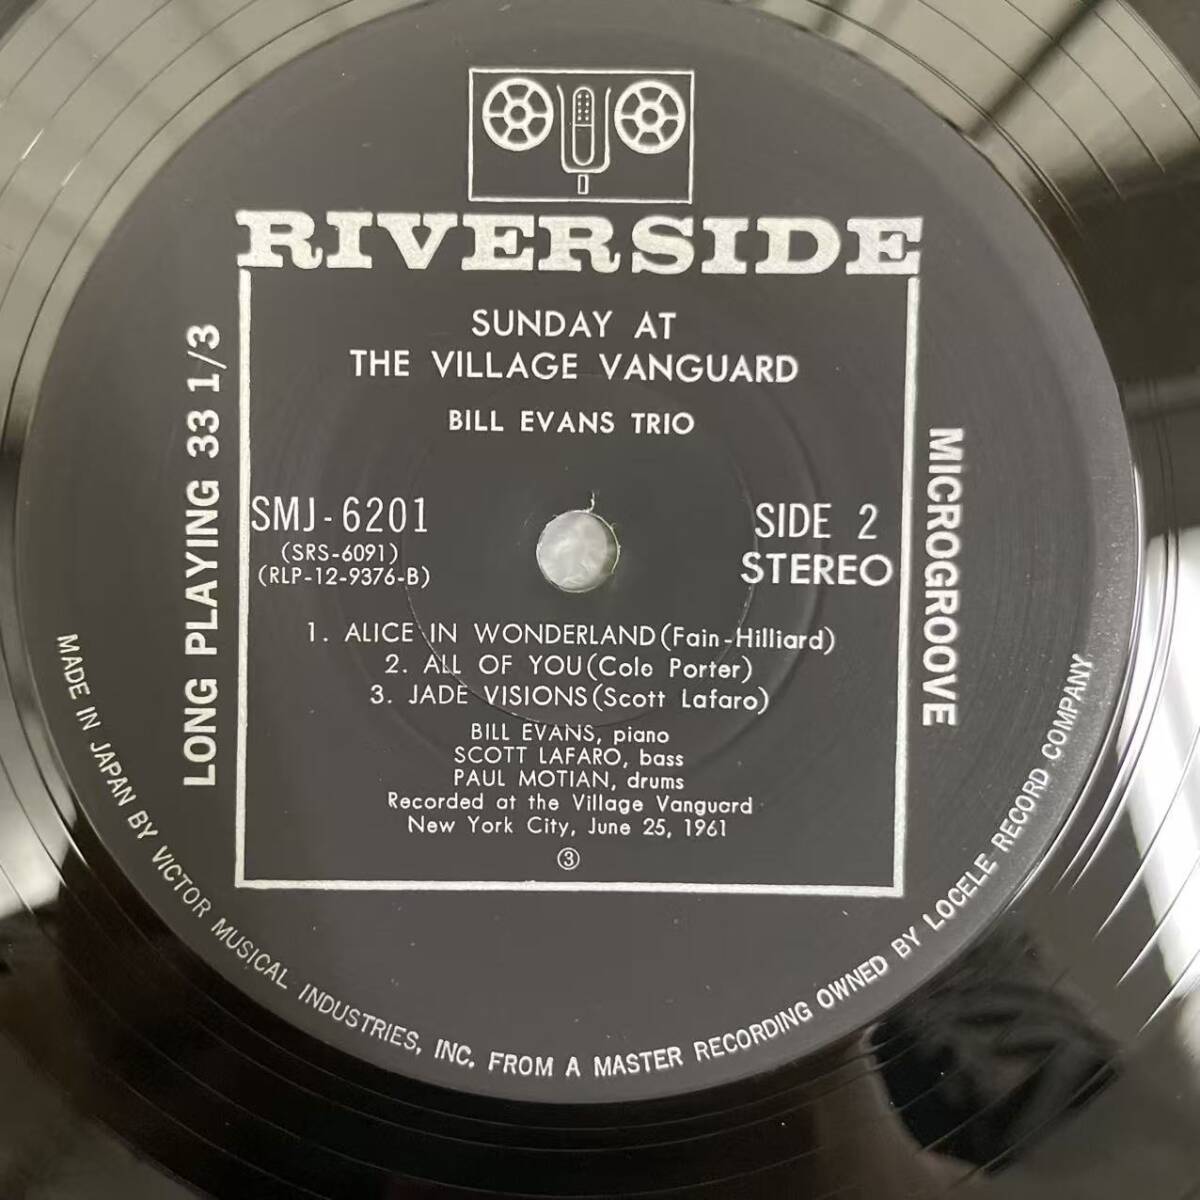 RIVERSIDE
SUNDAY AT
THE VILLAGE VANGUARD
BILL EVANS TRIO
LONG PLAYING 33 1/3
MICROGROOVE
SMJ-6201
(SRS-6091)
(RLP-12-9376-B)
SIDE 2
STEREO
1. ALICE IN WONDERLAND (Fain-Hilliard)
2. ALL OF YOU (Cole Porter)
3. JADE VISIONS (Scott Lafaro)
BILL EVANS, piano
SCOTT LAFARO, bass
PAUL MOTIAN, drums
Recorded at the Village Vanguard
New York City, June 25, 1961
③
MADE IN JAPAN BY VICTOR MUSICAL INDUSTRIES, INC. FROM A MASTER RECORDING OWNED BY LOCELE RECORD COMPANY